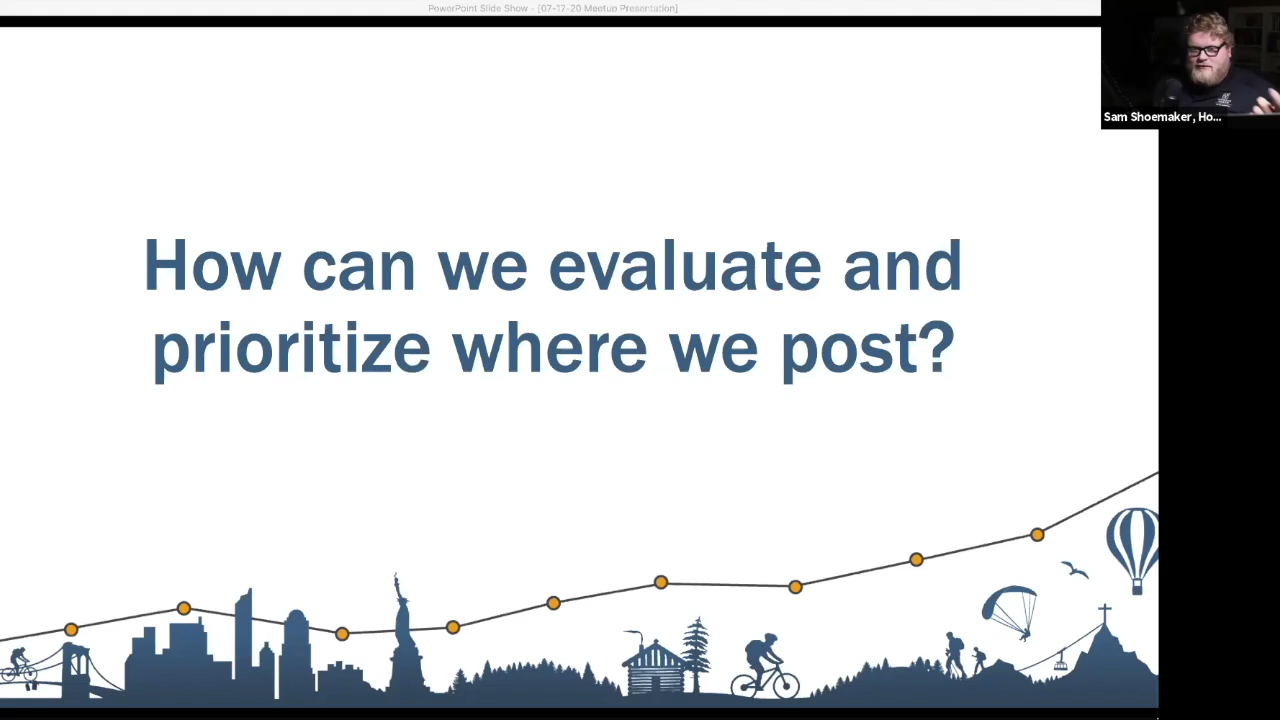 PowerPoint Slide Show - [07-17-20 Meetup Presentation]
Sam Shoemaker, Ho...
How can we evaluate and
prioritize where we post?